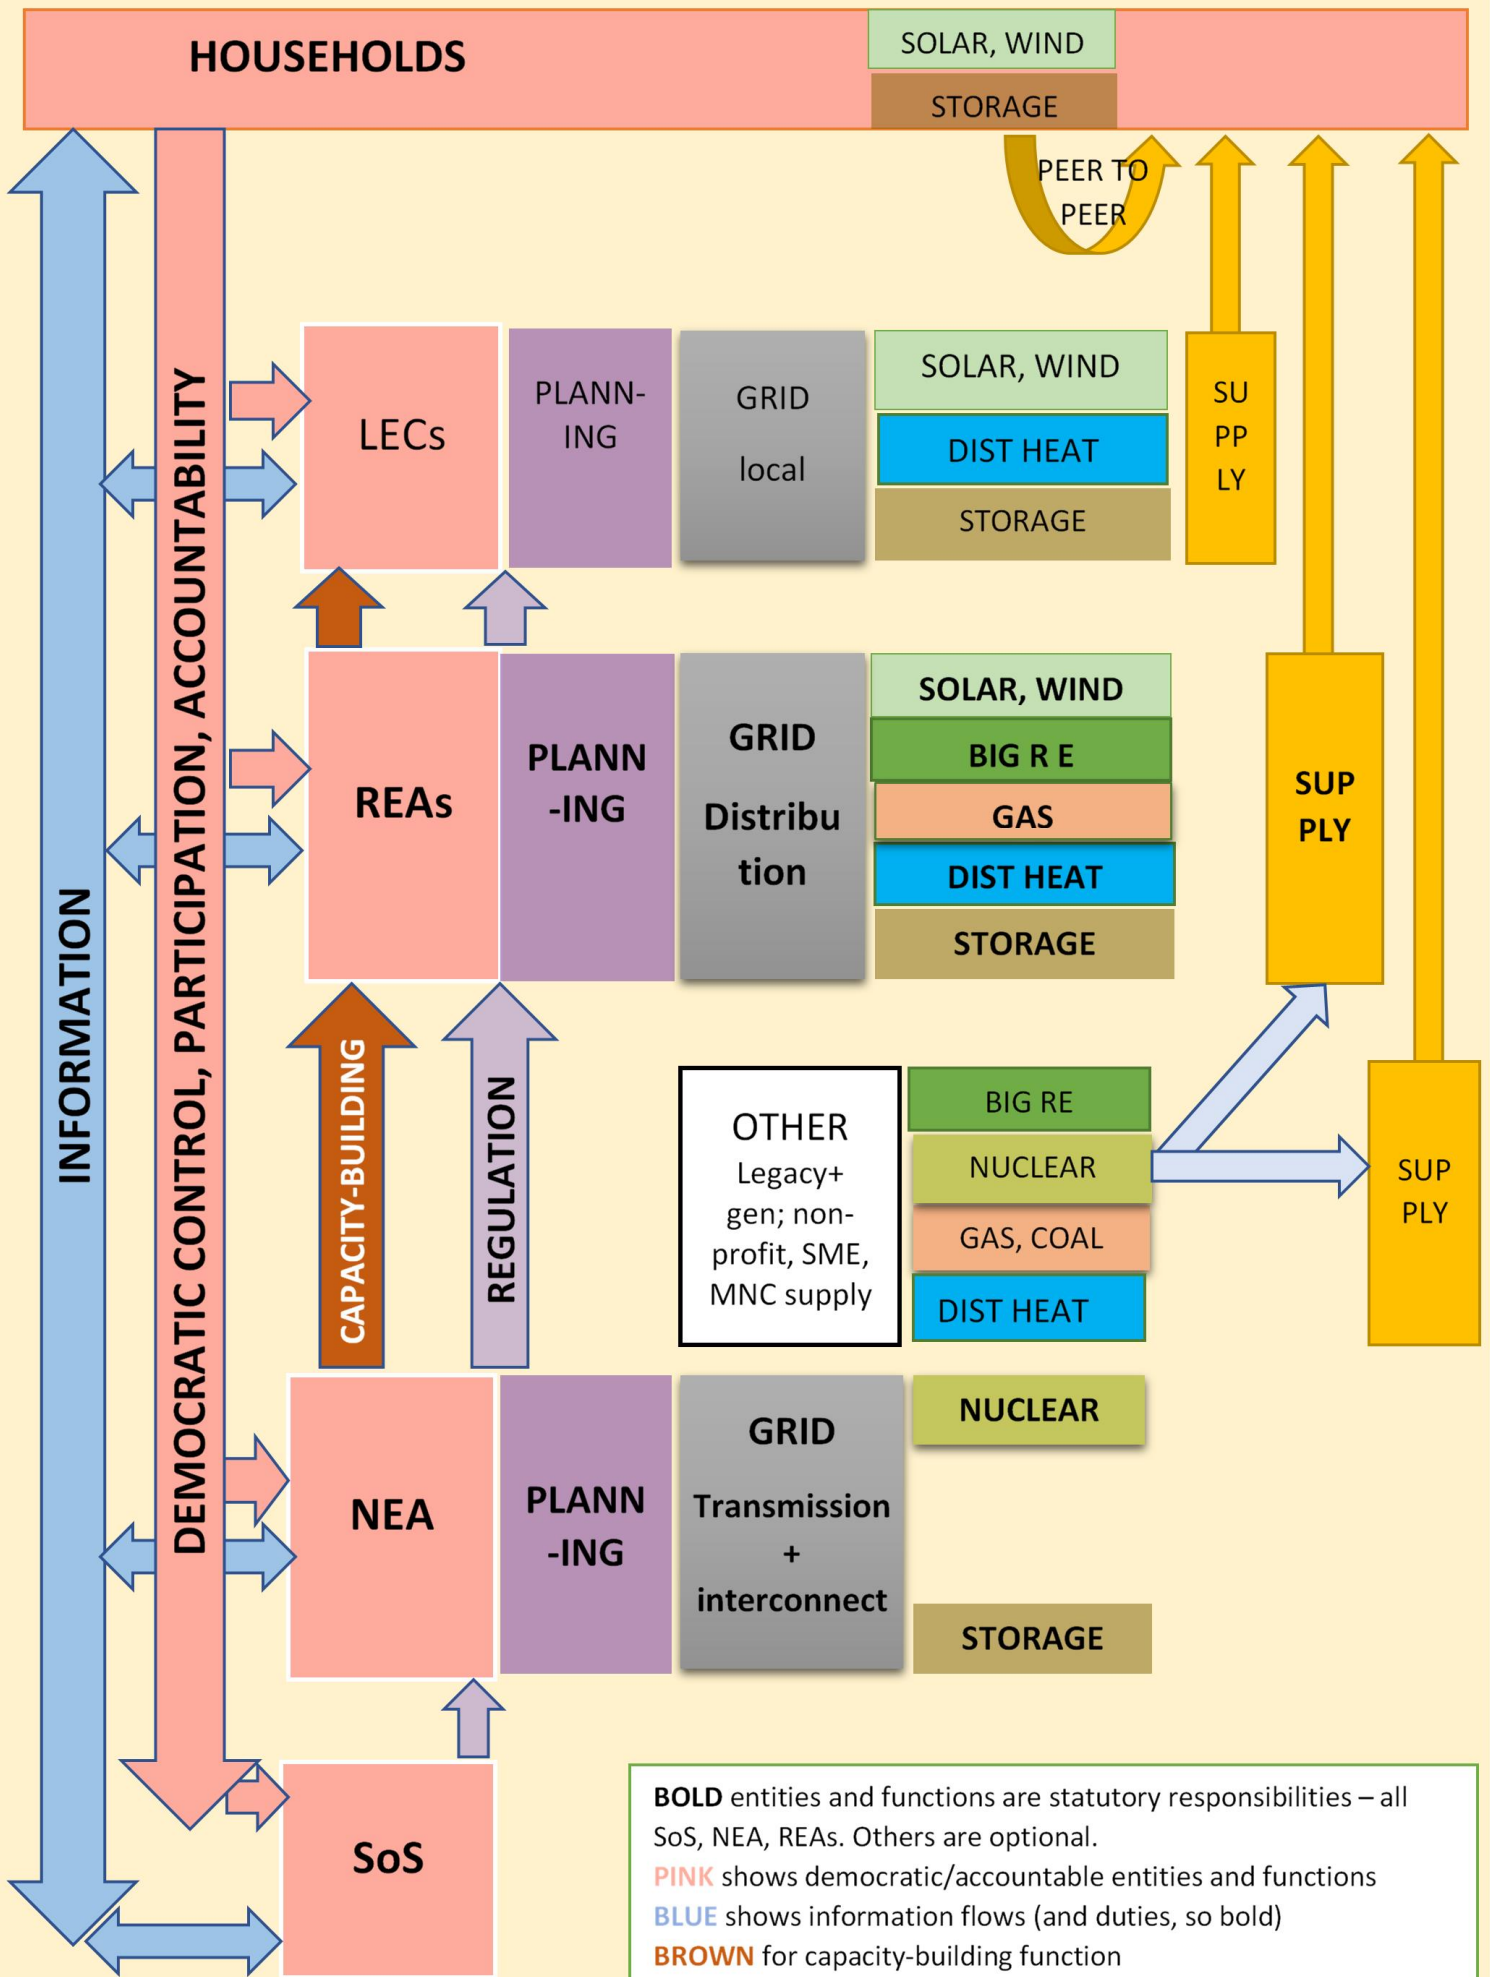 HOUSEHOLDS
SOLAR, WIND
STORAGE
PEER TO
PEER
INFORMATION
DEMOCRATIC CONTROL, PARTICIPATION, ACCOUNTABILITY
LECs
PLANN-
ING
GRID
local
SOLAR, WIND
DIST HEAT
STORAGE
SU
PP
LY
REAs
PLANN
-ING
GRID
Distribu
tion
SOLAR, WIND
BIG R E
GAS
DIST HEAT
STORAGE
SUP
PLY
CAPACITY-BUILDING
REGULATION
OTHER
Legacy+
gen; non-
profit, SME,
MNC supply
BIG RE
NUCLEAR
GAS, COAL
DIST HEAT
SUP
PLY
NEA
PLANN
-ING
GRID
Transmission
+
interconnect
NUCLEAR
STORAGE
SoS
BOLD entities and functions are statutory responsibilities – all
SoS, NEA, REAs. Others are optional.
PINK shows democratic/accountable entities and functions
BLUE shows information flows (and duties, so bold)
BROWN for capacity-building function